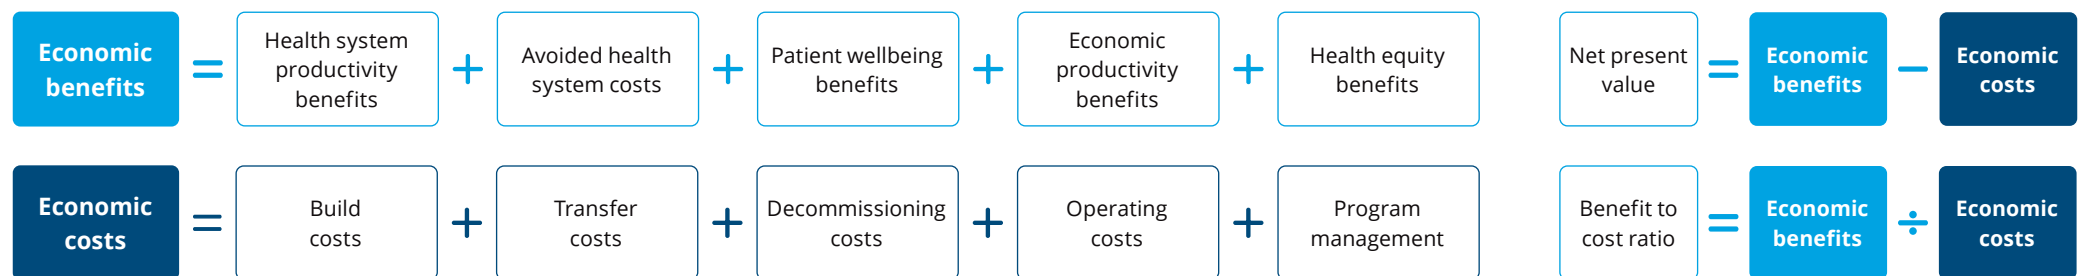 Economic
benefits
=
Health system
productivity
benefits
+
Avoided health
system costs
+
Patient wellbeing
benefits
+
Economic
productivity
benefits
+
Health equity
benefits
Net present
value
=
Economic
benefits
−
Economic
costs
Economic
costs
=
Build
costs
+
Transfer
costs
+
Decommissioning
costs
+
Operating
costs
+
Program
management
Benefit to
cost ratio
=
Economic
benefits
÷
Economic
costs